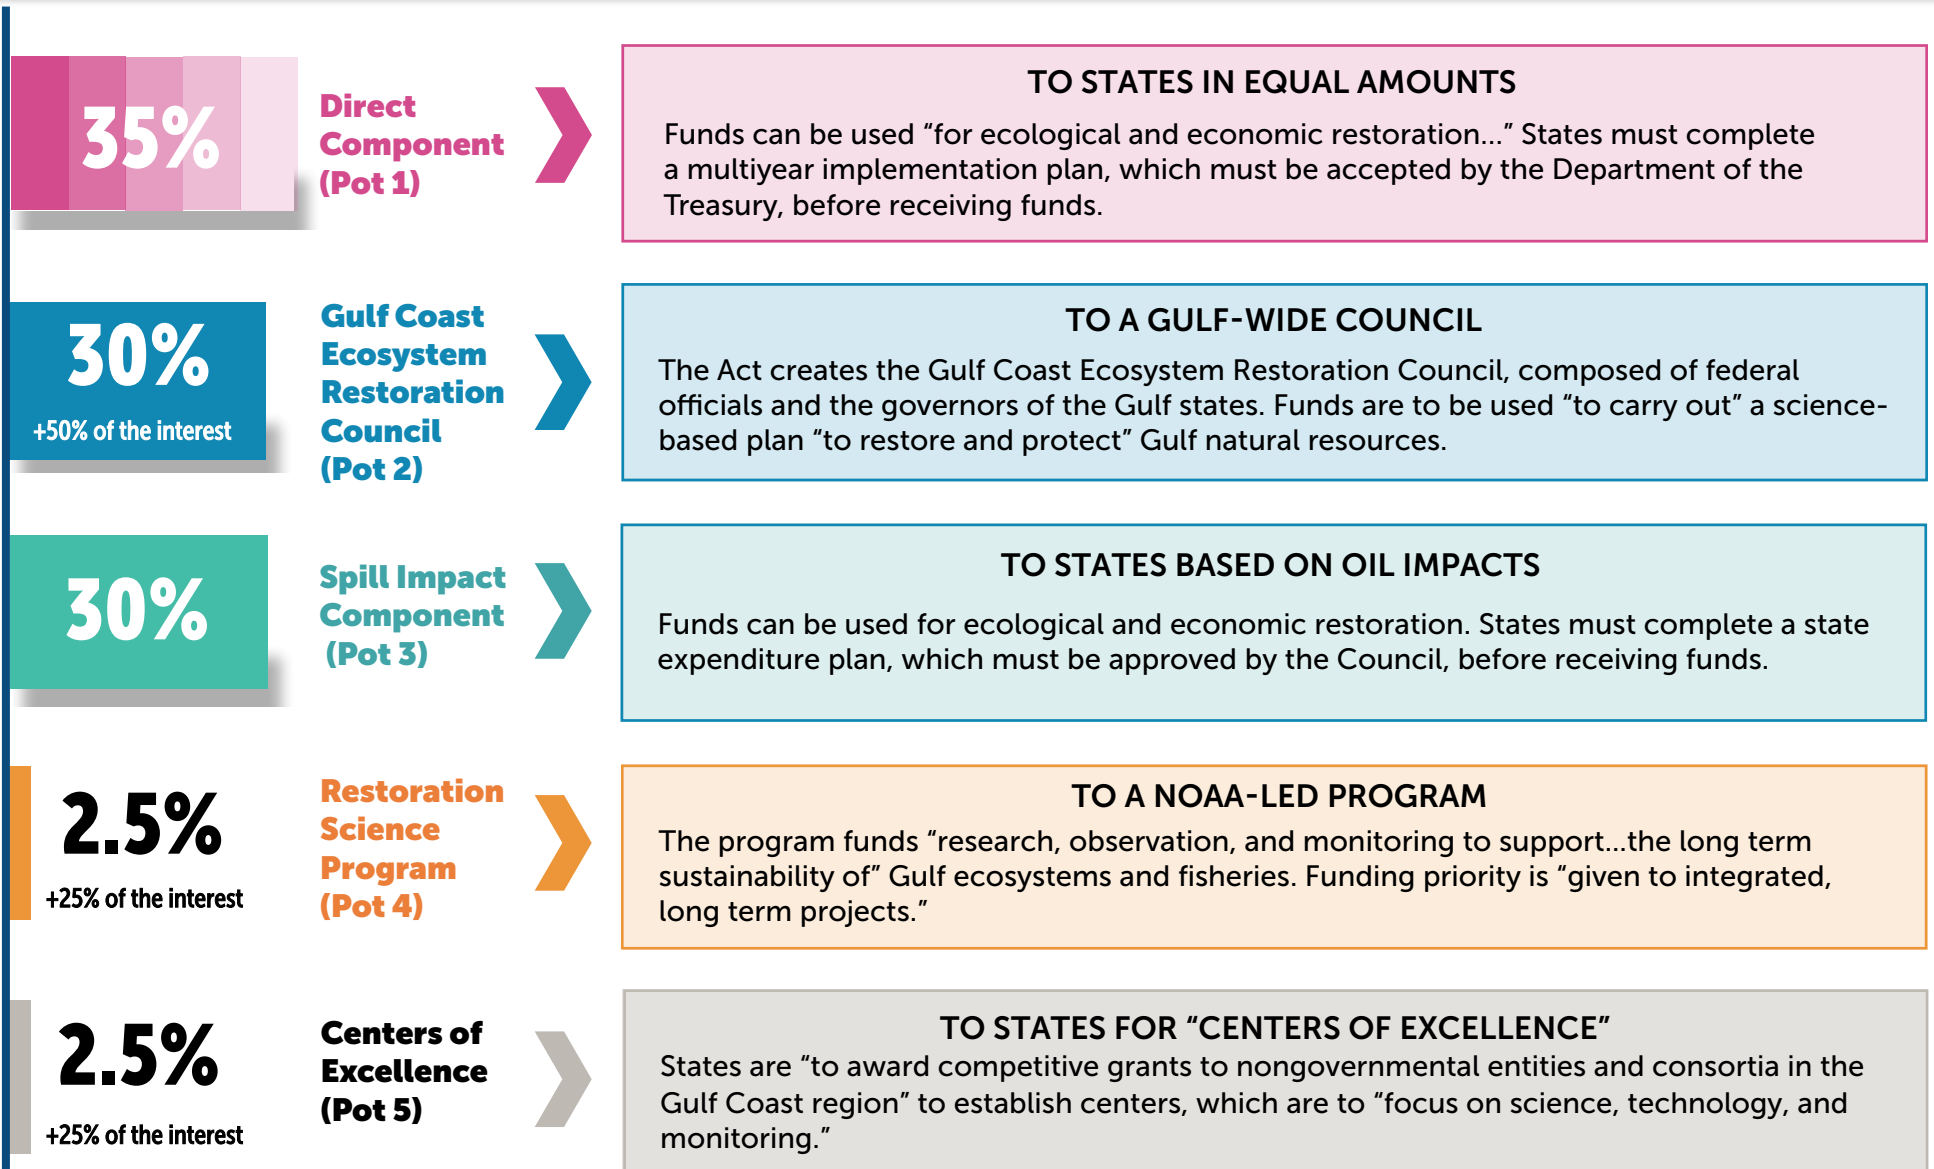 35%
Direct
Component
(Pot 1)
TO STATES IN EQUAL AMOUNTS
Funds can be used “for ecological and economic restoration...” States must complete
a multiyear implementation plan, which must be accepted by the Department of the
Treasury, before receiving funds.
30%
+50% of the interest
Gulf Coast
Ecosystem
Restoration
Council
(Pot 2)
TO A GULF-WIDE COUNCIL
The Act creates the Gulf Coast Ecosystem Restoration Council, composed of federal
officials and the governors of the Gulf states. Funds are to be used “to carry out” a science-
based plan “to restore and protect” Gulf natural resources.
30%
Spill Impact
Component
(Pot 3)
TO STATES BASED ON OIL IMPACTS
Funds can be used for ecological and economic restoration. States must complete a state
expenditure plan, which must be approved by the Council, before receiving funds.
2.5%
+25% of the interest
Restoration
Science
Program
(Pot 4)
TO A NOAA-LED PROGRAM
The program funds “research, observation, and monitoring to support...the long term
sustainability of” Gulf ecosystems and fisheries. Funding priority is “given to integrated,
long term projects.”
2.5%
+25% of the interest
Centers of
Excellence
(Pot 5)
TO STATES FOR “CENTERS OF EXCELLENCE”
States are “to award competitive grants to nongovernmental entities and consortia in the
Gulf Coast region” to establish centers, which are to “focus on science, technology, and
monitoring.”